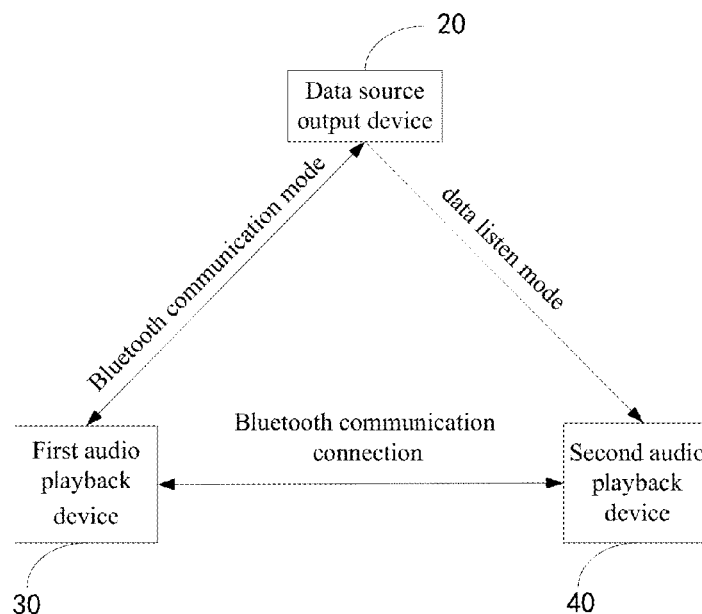 20
Data source
output device
Bluetooth communication mode
data listen mode
Bluetooth communication
connection
First audio
playback
device
Second audio
playback
device
30
40